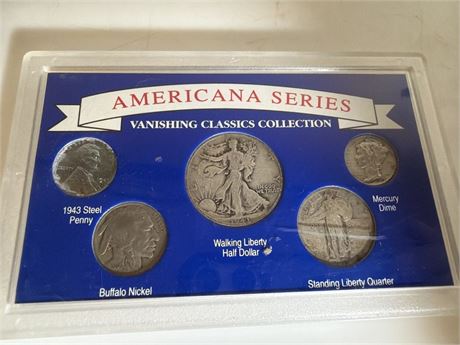 AMERICANA SERIES
VANISHING CLASSICS COLLECTION
1943 Steel
Penny
Mercury
Dime
Walking Liberty
Half Dollar
Buffalo Nickel
Standing Liberty Quarter